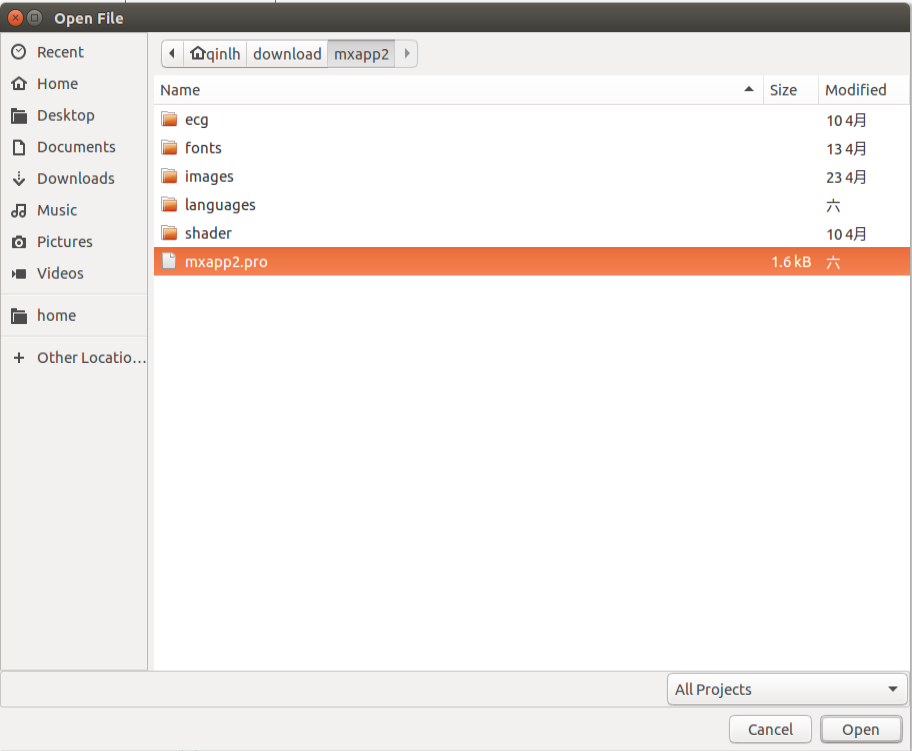 Open File
Recent
Home
Desktop
Documents
Downloads
Music
Pictures
Videos
home
Other Locatio...
qinlh download mxapp2
Name Size Modified
ecg 10 4月
fonts 13 4月
images 23 4月
languages 六
shader 10 4月
mxapp2.pro 1.6 kB 六
All Projects
Cancel Open